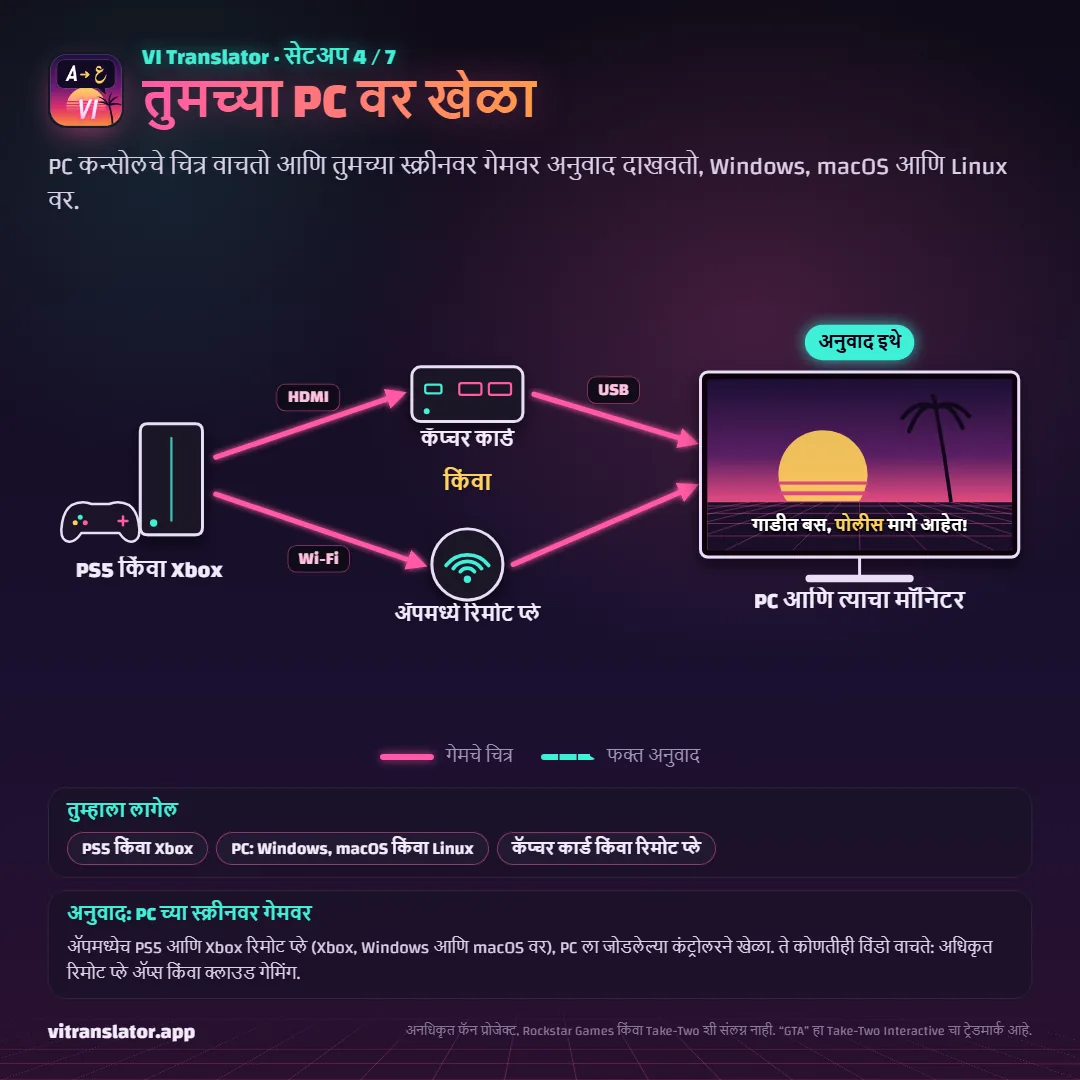 A→ع
VI
VI Translator · सेटअप 4 / 7
तुमच्या PC वर खेळा
PC कन्सोलचे चित्र वाचतो आणि तुमच्या स्क्रीनवर गेमवर अनुवाद दाखवतो, Windows, macOS आणि Linux
वर.
अनुवाद इथे
HDMI
USB
कॅप्चर कार्ड
किंवा
गाडीत बस, पोलीस मागे आहेत!
Wi-Fi
PS5 किंवा Xbox
ॲपमध्ये रिमोट प्ले
PC आणि त्याचा मॉनिटर
गेमचे चित्र
फक्त अनुवाद
तुम्हाला लागेल
PS5 किंवा Xbox
PC: Windows, macOS किंवा Linux
कॅप्चर कार्ड किंवा रिमोट प्ले
अनुवाद: PC च्या स्क्रीनवर गेमवर
ॲपमध्येच PS5 आणि Xbox रिमोट प्ले (Xbox, Windows आणि macOS वर), PC ला जोडलेल्या कंट्रोलरने खेळा. ते कोणतीही विंडो वाचते: अधिकृत
रिमोट प्ले ॲप्स किंवा क्लाउड गेमिंग.
vitranslator.app
अनधिकृत फॅन प्रोजेक्ट, Rockstar Games किंवा Take-Two शी संलग्न नाही. “GTA” हा Take-Two Interactive चा ट्रेडमार्क आहे.